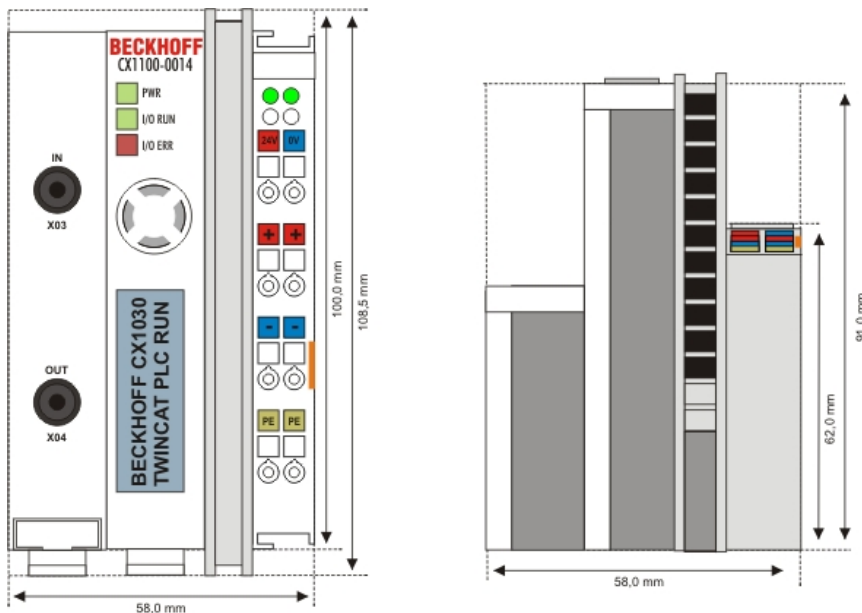 BECKHOFF
CX1100-0014
PWR
I/O RUN
I/O ERR
24V 0V
IN
X03
+ +
- -
OUT
X04
BECKHOFF CX1030
TWINCAT PLC RUN
PE PE
100,0 mm
108,5 mm
58,0 mm
91,0 mm
62,0 mm
58,0 mm